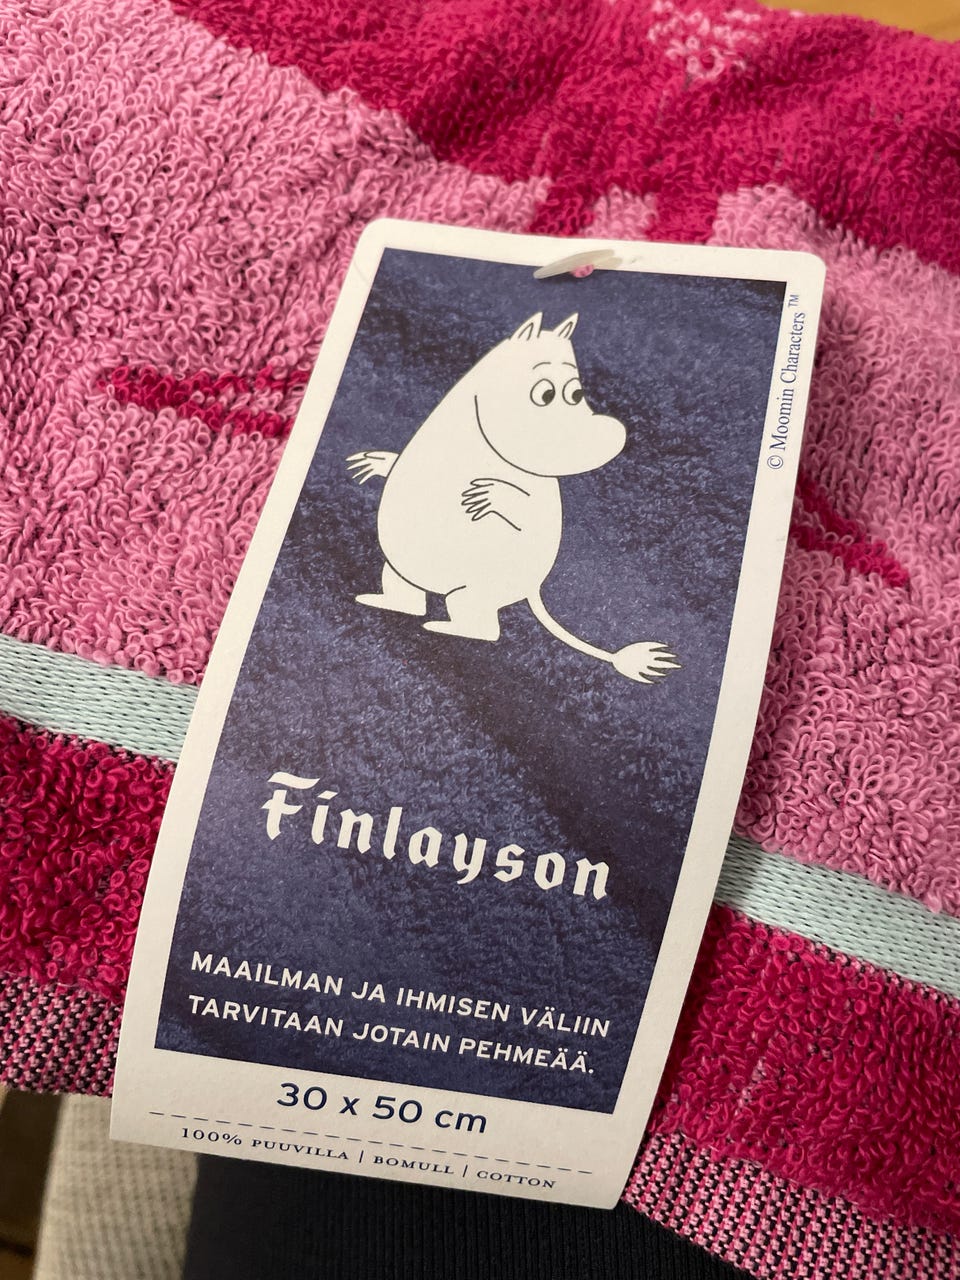 © Moomin Characters ™
Finlayson
MAAILMAN JA IHMISEN VÄLIIN
TARVITAAN JOTAIN PEHMEÄÄ.
30 x 50 cm
100% PUUVILLA | BOMULL | COTTON